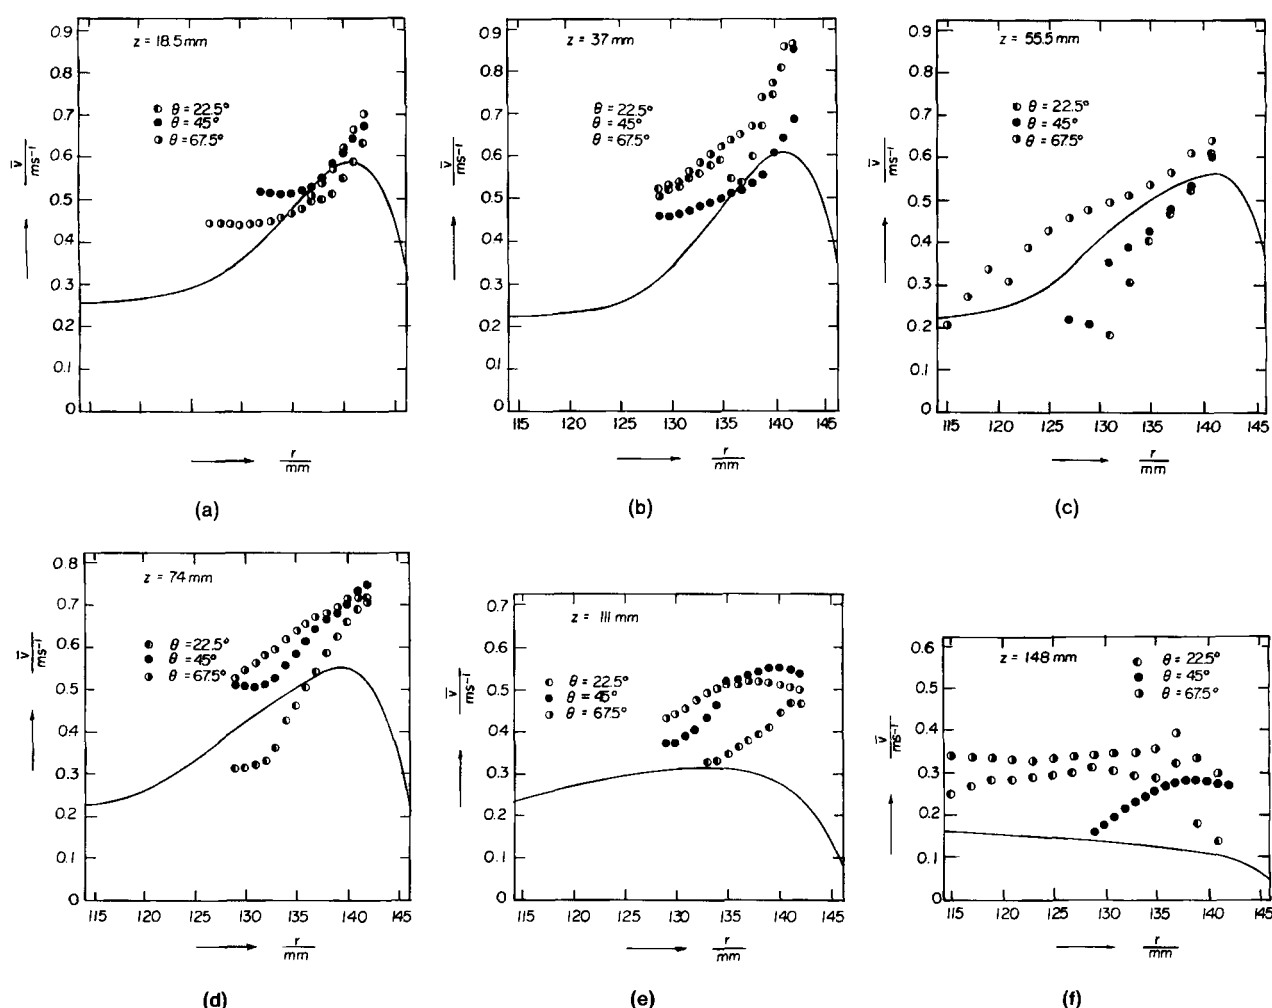 z = 18.5 mm
0.9
0.8
0.7
0.6
0.5
0.4
0.3
0.2
0.1
0
v̅
ms⁻¹
θ = 22.5°
θ = 45°
θ = 67.5°
r
mm
(a)
z = 37 mm
0.9
0.8
0.7
0.6
0.5
0.4
0.3
0.2
0.1
0
v̅
ms⁻¹
θ = 22.5°
θ = 45°
θ = 67.5°
115 120 125 130 135 140 145
r
mm
(b)
z = 55.5 mm
0.9
0.8
0.7
0.6
0.5
0.4
0.3
0.2
0.1
0
v̅
ms⁻¹
θ = 22.5°
θ = 45°
θ = 67.5°
115 120 125 130 135 140 145
r
mm
(c)
z = 74 mm
0.8
0.7
0.6
0.5
0.4
0.3
0.2
0.1
0
v̅
ms⁻¹
θ = 22.5°
θ = 45°
θ = 67.5°
115 120 125 130 135 140 145
r
mm
(d)
z = 111 mm
0.7
0.6
0.5
0.4
0.3
0.2
0.1
0
v̅
ms⁻¹
θ = 22.5°
θ = 45°
θ = 67.5°
115 120 125 130 135 140 145
r
mm
(e)
z = 148 mm
0.6
0.5
0.4
0.3
0.2
0.1
0
v̅
ms⁻¹
θ = 22.5°
θ = 45°
θ = 67.5°
115 120 125 130 135 140 145
r
mm
(f)